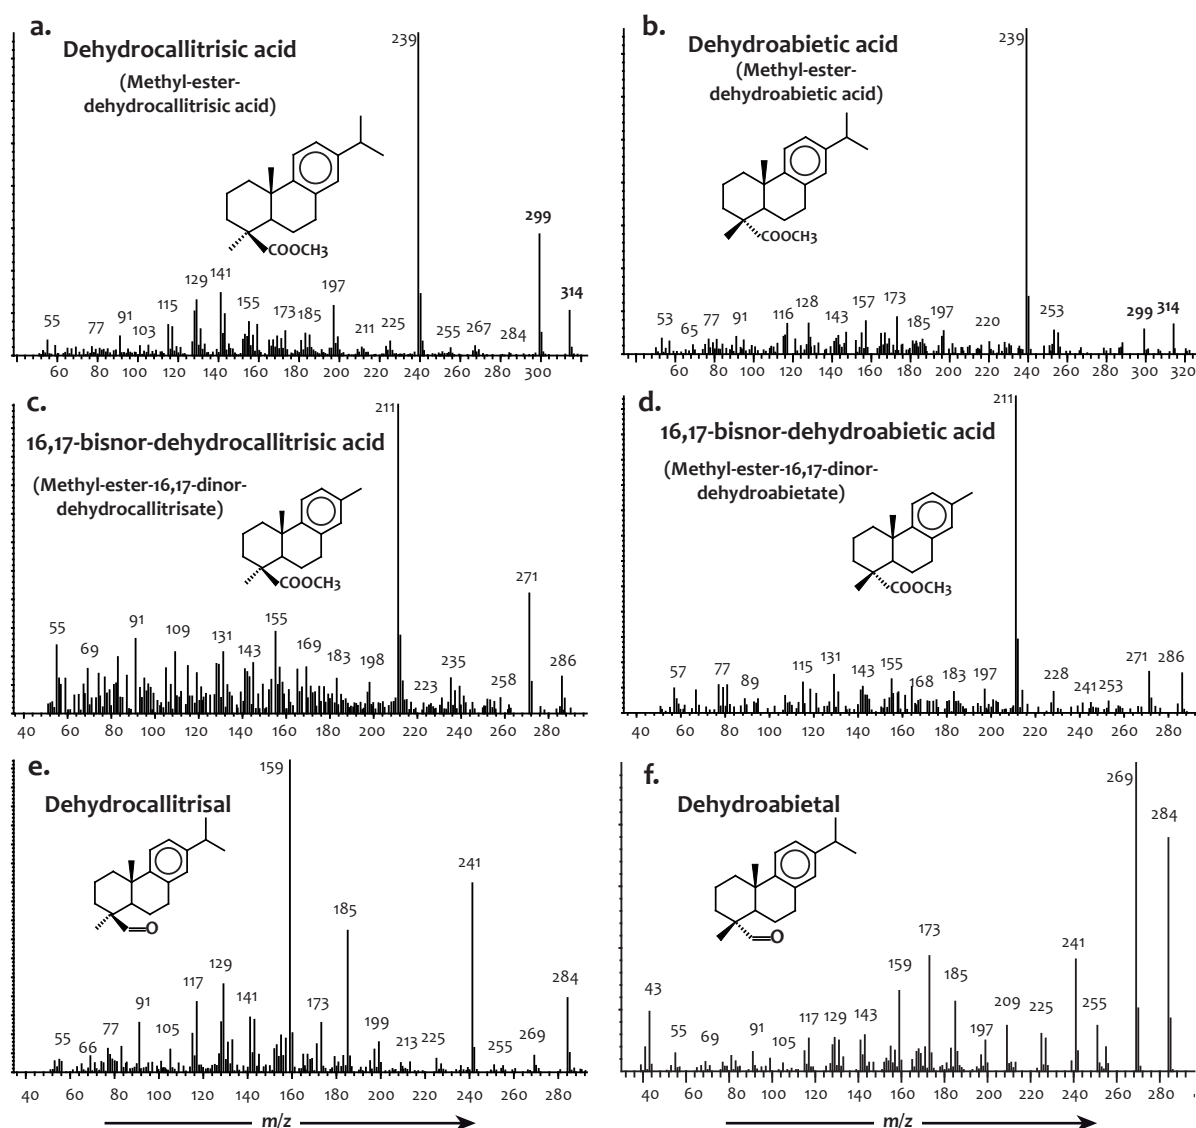 a.
Dehydrocallitrisic acid
(Methyl-ester-
dehydrocallitrisic acid)
COOCH3
55 77 91 103 115 129 141 155 173 185 197 211 225 239 255 267 284 299 314
40 60 80 100 120 140 160 180 200 220 240 260 280 300
b.
Dehydroabietic acid
(Methyl-ester-
dehydroabietic acid)
COOCH3
53 65 77 91 116 128 143 157 173 185 197 220 239 253 299 314
60 80 100 120 140 160 180 200 220 240 260 280 300 320
c.
16,17-bisnor-dehydrocallitrisic acid
(Methyl-ester-16,17-dinor-
dehydrocallitrisate)
COOCH3
55 69 91 109 131 143 155 169 183 198 211 223 235 258 271 286
40 60 80 100 120 140 160 180 200 220 240 260 280
d.
16,17-bisnor-dehydroabietic acid
(Methyl-ester-16,17-dinor-
dehydroabietate)
COOCH3
57 77 89 115 131 143 155 168 183 197 211 228 241 253 271 286
40 60 80 100 120 140 160 180 200 220 240 260 280
e.
Dehydrocallitrisal
O
55 66 77 91 105 117 129 141 159 173 185 199 213 225 241 255 269 284
40 60 80 100 120 140 160 180 200 220 240 260 280
m/z
f.
Dehydroabietal
O
43 55 69 91 105 117 129 143 159 173 185 197 209 225 241 255 269 284
40 60 80 100 120 140 160 180 200 220 240 260 280
m/z